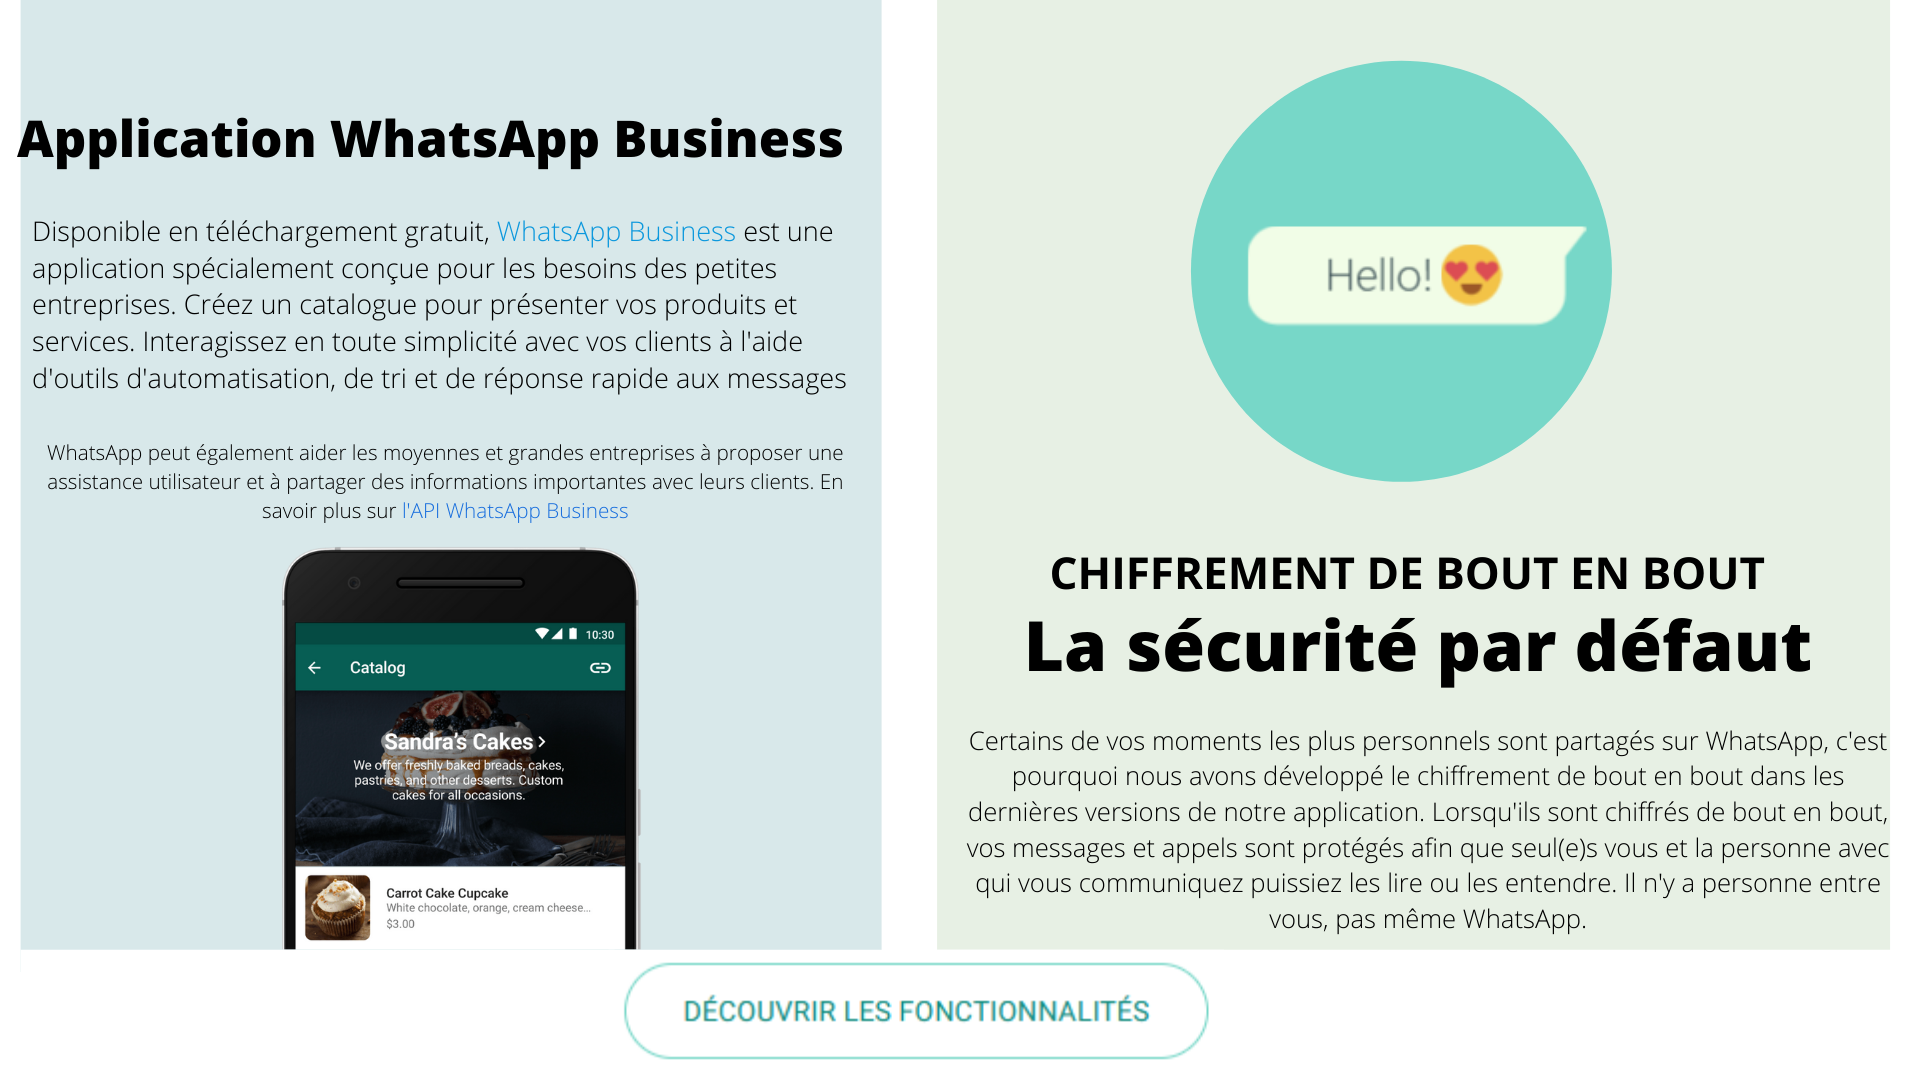 Application WhatsApp Business
Disponible en téléchargement gratuit, WhatsApp Business est une
application spécialement conçue pour les besoins des petites
entreprises. Créez un catalogue pour présenter vos produits et
services. Interagissez en toute simplicité avec vos clients à l'aide
d'outils d'automatisation, de tri et de réponse rapide aux messages
WhatsApp peut également aider les moyennes et grandes entreprises à proposer une
assistance utilisateur et à partager des informations importantes avec leurs clients. En
savoir plus sur l'API WhatsApp Business
10:30
Catalog
Sandra's Cakes
We offer freshly baked breads, cakes,
pastries, and other desserts. Custom
cakes for all occasions.
Carrot Cake Cupcake
White chocolate, orange, cream cheese...
$3.00
Hello!
CHIFFREMENT DE BOUT EN BOUT
La sécurité par défaut
Certains de vos moments les plus personnels sont partagés sur WhatsApp, c'est
pourquoi nous avons développé le chiffrement de bout en bout dans les
dernières versions de notre application. Lorsqu'ils sont chiffrés de bout en bout,
vos messages et appels sont protégés afin que seul(e)s vous et la personne avec
qui vous communiquez puissiez les lire ou les entendre. Il n'y a personne entre
vous, pas même WhatsApp.
DÉCOUVRIR LES FONCTIONNALITÉS